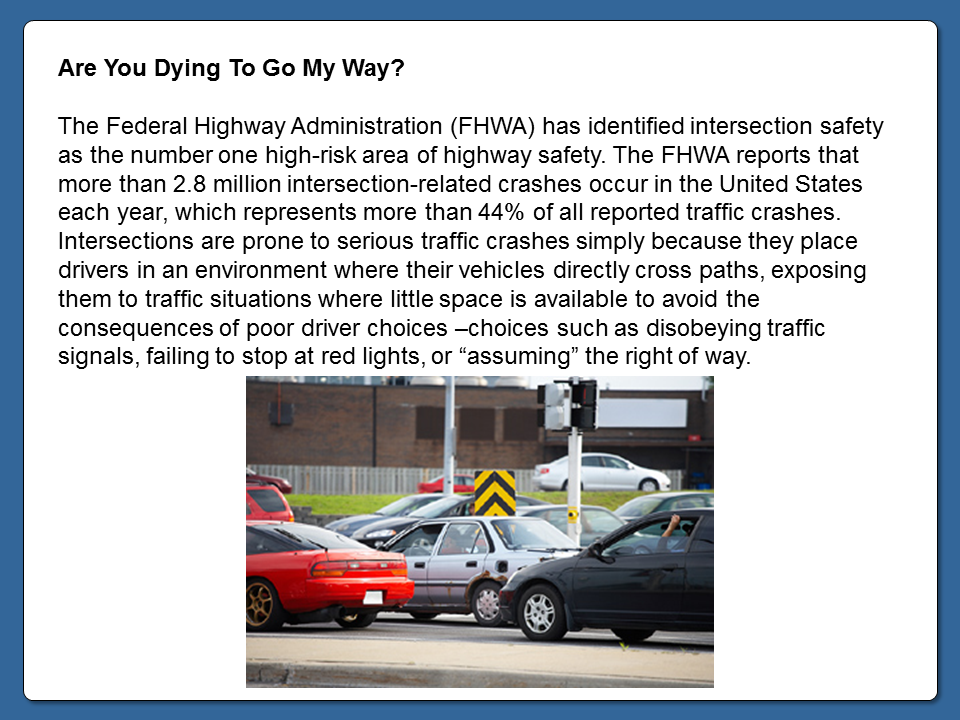 Are You Dying To Go My Way?
The Federal Highway Administration (FHWA) has identified intersection safety
as the number one high-risk area of highway safety. The FHWA reports that
more than 2.8 million intersection-related crashes occur in the United States
each year, which represents more than 44% of all reported traffic crashes.
Intersections are prone to serious traffic crashes simply because they place
drivers in an environment where their vehicles directly cross paths, exposing
them to traffic situations where little space is available to avoid the
consequences of poor driver choices –choices such as disobeying traffic
signals, failing to stop at red lights, or “assuming” the right of way.